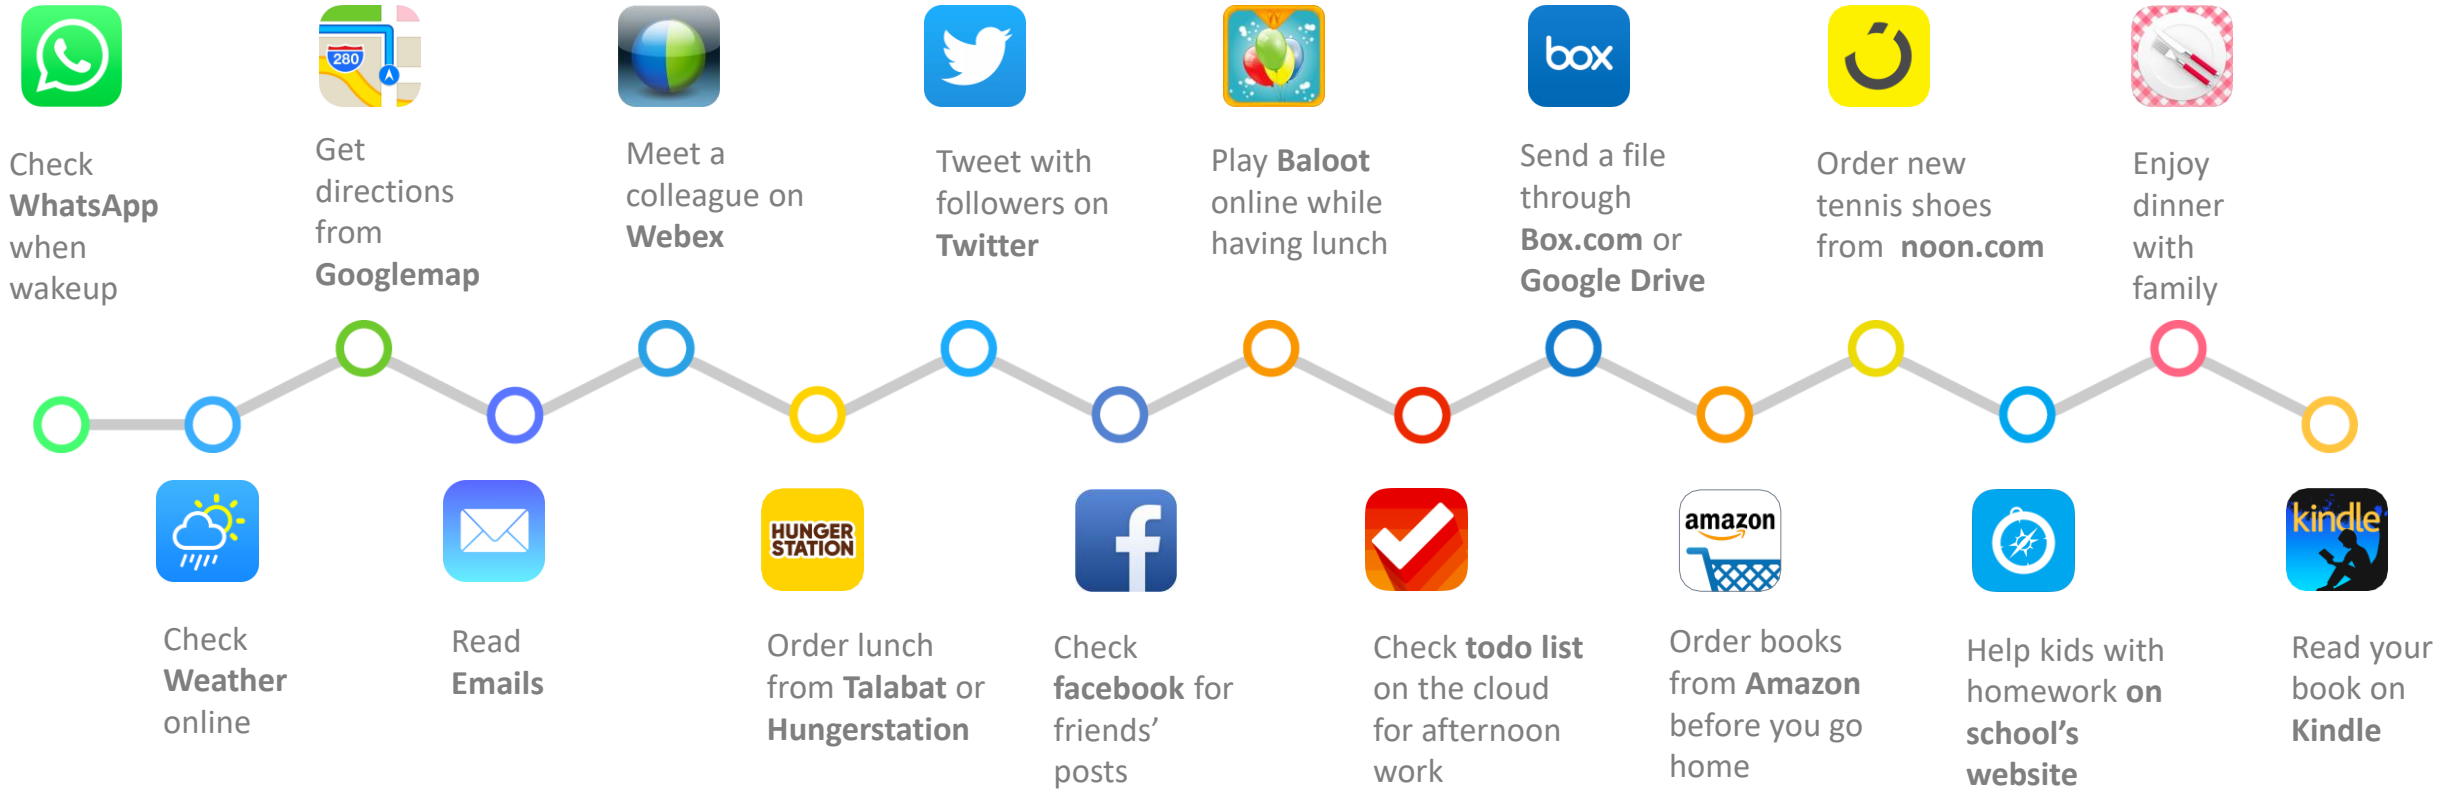 280
box
Check
WhatsApp
when
wakeup
Get
directions
from
Googlemap
Meet a
colleague on
Webex
Tweet with
followers on
Twitter
Play Baloot
online while
having lunch
Send a file
through
Box.com or
Google Drive
Order new
tennis shoes
from noon.com
Enjoy
dinner
with
family
HUNGER
STATION
amazon
kindle
Check
Weather
online
Read
Emails
Order lunch
from Talabat or
Hungerstation
Check
facebook for
friends’
posts
Check todo list
on the cloud
for afternoon
work
Order books
from Amazon
before you go
home
Help kids with
homework on
school’s
website
Read your
book on
Kindle